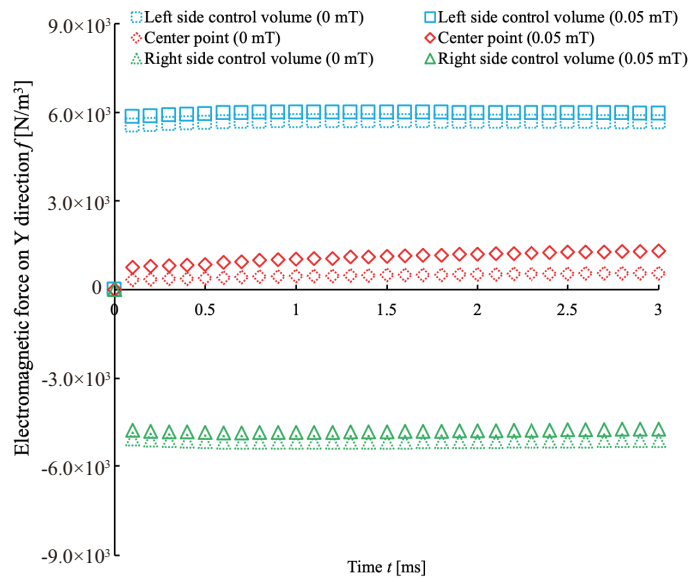 Left side control volume (0 mT)
Left side control volume (0.05 mT)
Center point (0 mT)
Center point (0.05 mT)
Right side control volume (0 mT)
Right side control volume (0.05 mT)
Electromagnetic force on Y direction f [N/m³]
9.0×10³
6.0×10³
3.0×10³
0
-3.0×10³
-6.0×10³
-9.0×10³
0 0.5 1 1.5 2 2.5 3
Time t [ms]